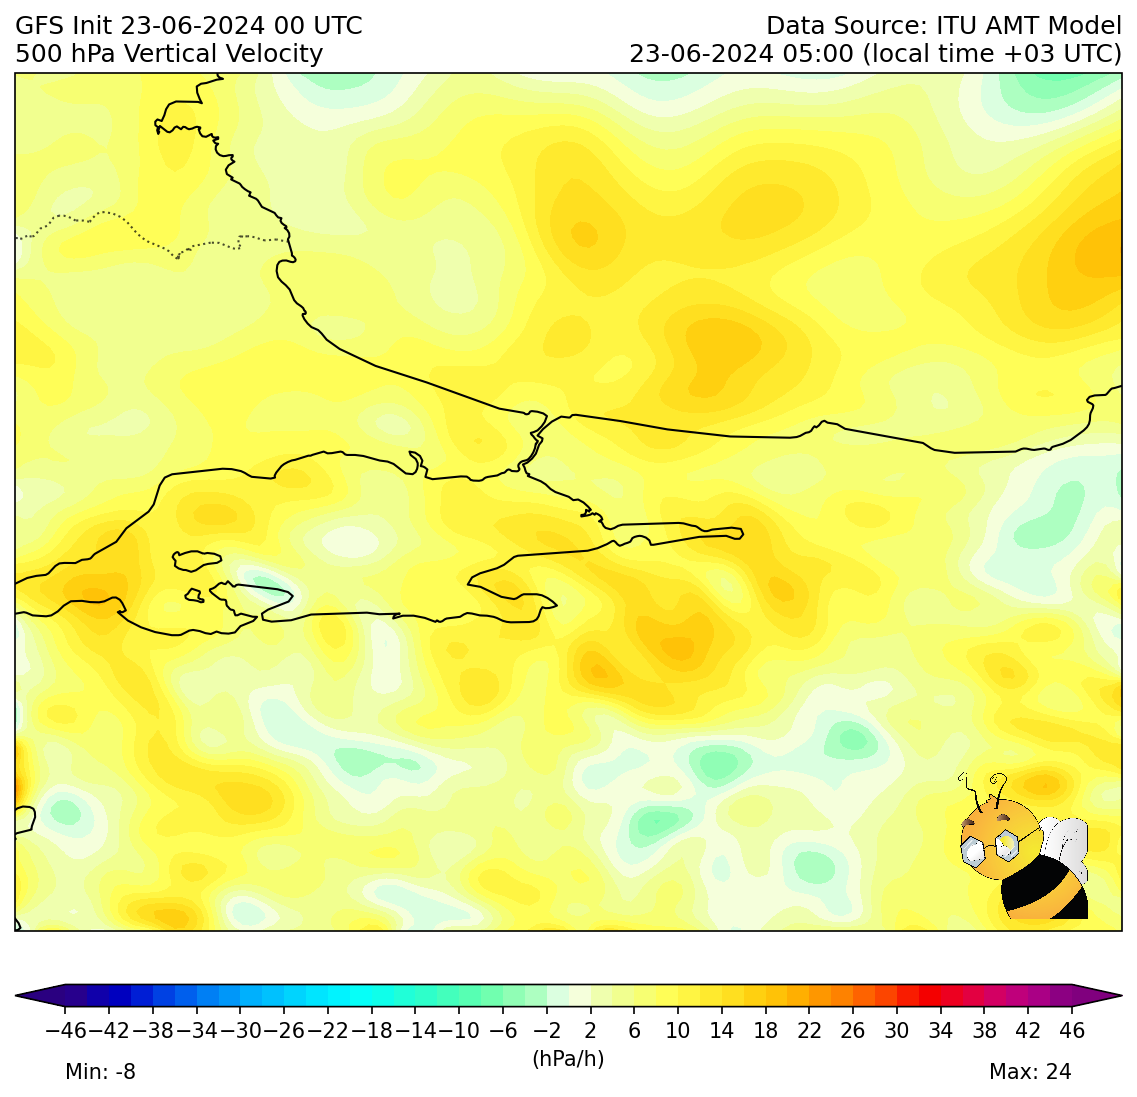 GFS Init 23-06-2024 00 UTC
500 hPa Vertical Velocity
Data Source: ITU AMT Model
23-06-2024 05:00 (local time +03 UTC)
−46 −42 −38 −34 −30 −26 −22 −18 −14 −10 −6 −2 2 6 10 14 18 22 26 30 34 38 42 46
(hPa/h)
Min: -8
Max: 24